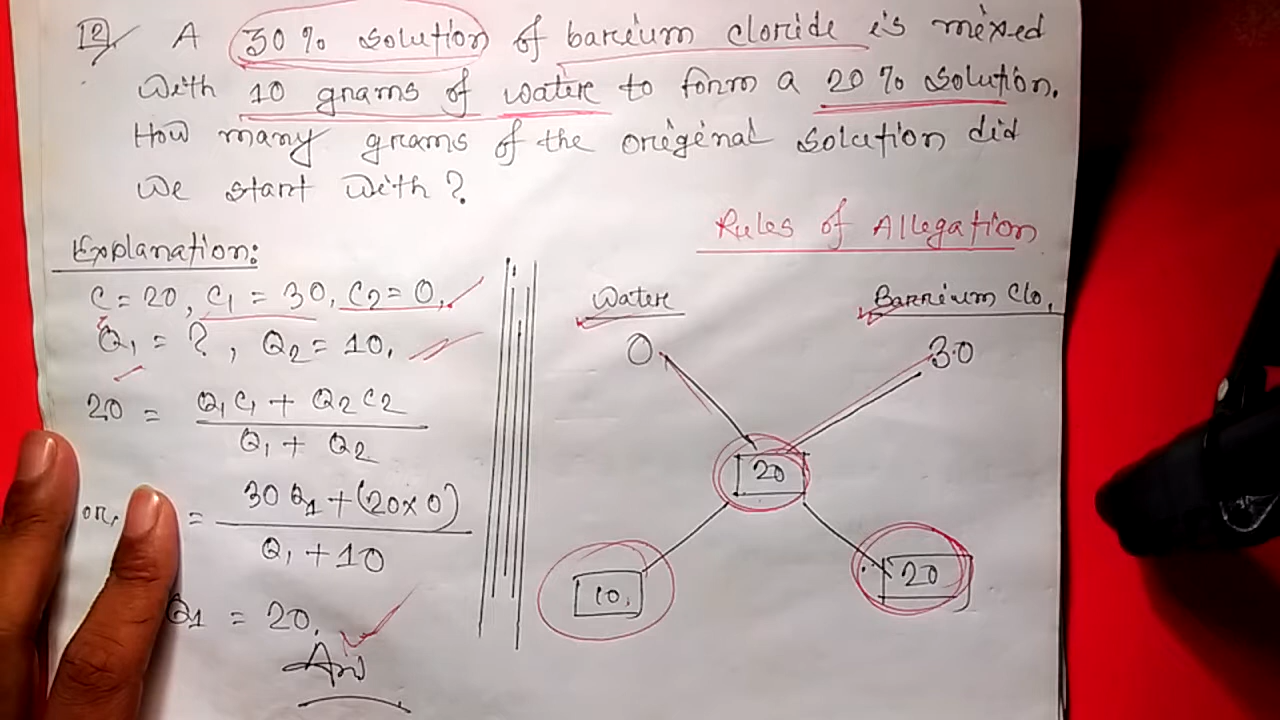 12/ A 30% solution of barium cloride is mixed
with 10 grams of water to form a 20% solution.
How many grams of the original solution did
we start with?
Explanation:
C = 20, C1 = 30, C2 = 0,
Q1 = ?, Q2 = 10,
20 = Q1C1 + Q2C2 / Q1 + Q2
or, = 30Q1 + (20 × 0) / Q1 + 10
Q1 = 20,
Ans
Rules of Allegation
Water
Barrium Clo,
0
30
20
10,
20